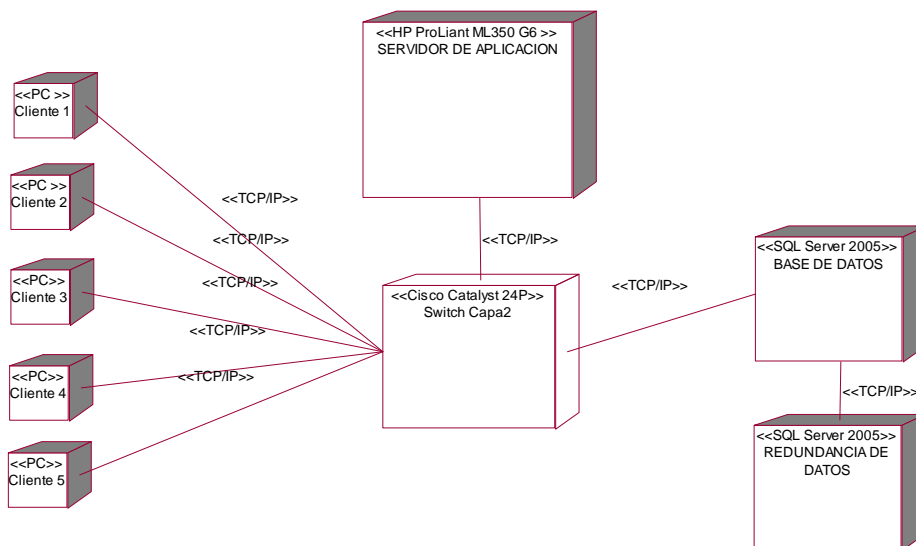 <<HP ProLiant ML350 G6 >>
SERVIDOR DE APLICACION
<<PC >>
Cliente 1
<<PC >>
Cliente 2
<<PC>>
Cliente 3
<<PC>>
Cliente 4
<<PC>>
Cliente 5
<<TCP/IP>>
<<TCP/IP>>
<<TCP/IP>>
<<TCP/IP>>
<<TCP/IP>>
<<TCP/IP>>
<<Cisco Catalyst 24P>>
Switch Capa2
<<TCP/IP>>
<<SQL Server 2005>>
BASE DE DATOS
<<TCP/IP>>
<<SQL Server 2005>>
REDUNDANCIA DE
DATOS